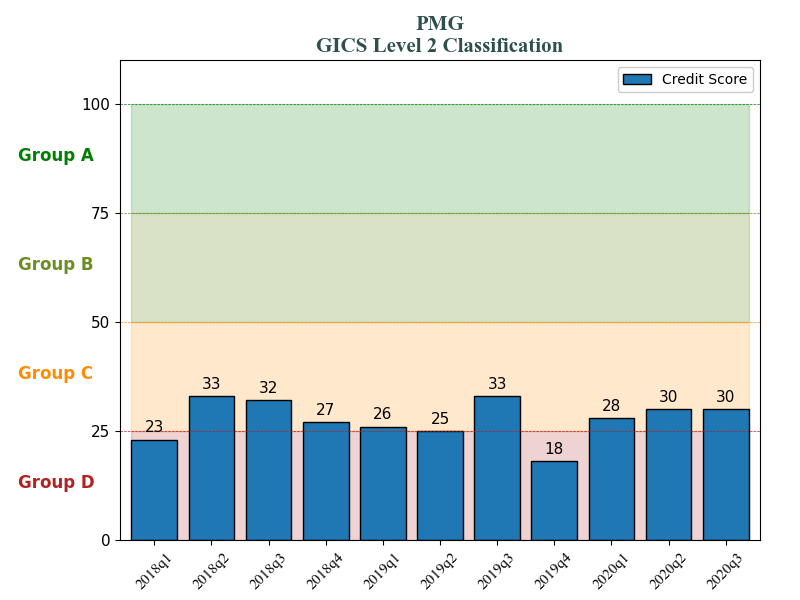 PMG
GICS Level 2 Classification
Credit Score
100
Group A
75
Group B
50
Group C
33
32
33
30
30
27
28
26
25
23
25
18
Group D
0
2018q1
2018q2
2018q3
2018q4
2019q1
2019q2
2019q3
2019q4
2020q1
2020q2
2020q3